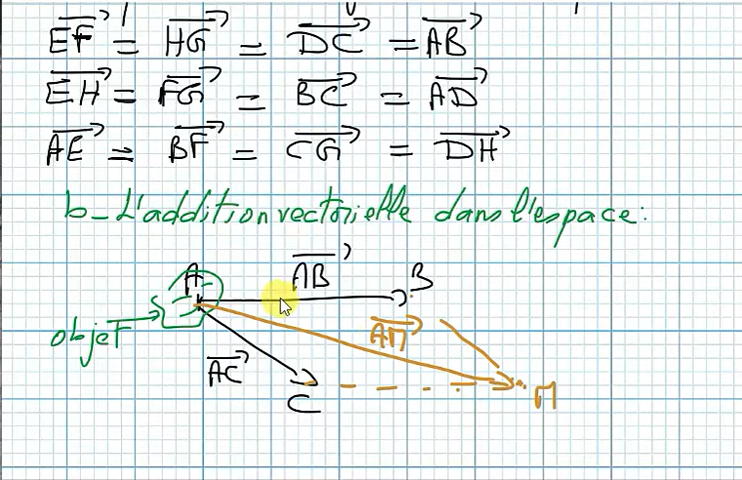 EF = HG = DC = AB
EH = FG = BC = AD
AE = BF = CG = DH
b-L'addition vectorielle dans l'espace:
A AB B
objet AM
AC
C M